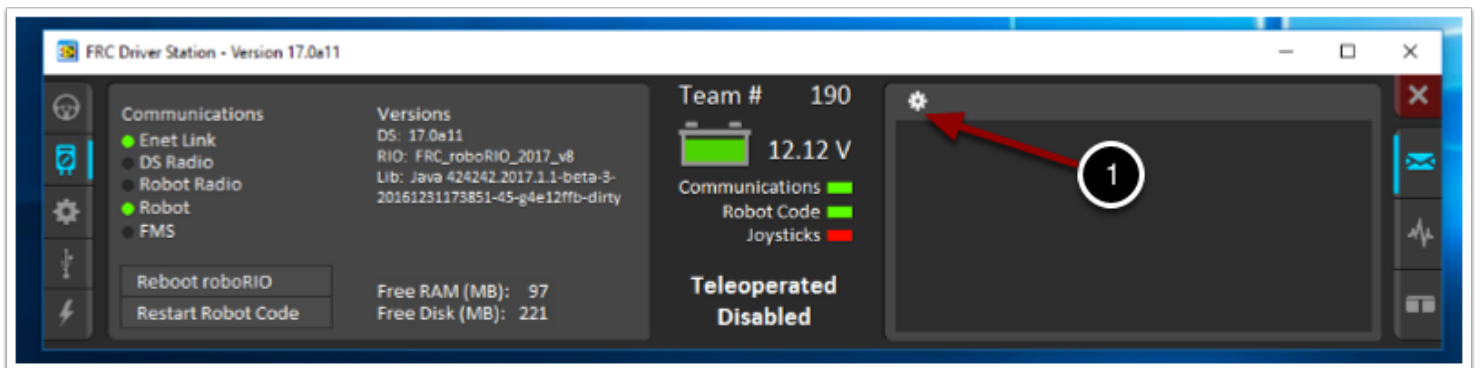 FRC Driver Station - Version 17.0a11
Communications
Enet Link
DS Radio
Robot Radio
Robot
FMS
Reboot roboRIO
Restart Robot Code
Versions
DS: 17.0a11
RIO: FRC_roboRIO_2017_v8
Lib: Java 424242.2017.1.1-beta-3-
20161231173851-45-g4e12ffb-dirty
Free RAM (MB): 97
Free Disk (MB): 221
Team # 190
12.12 V
Communications
Robot Code
Joysticks
Teleoperated
Disabled
1